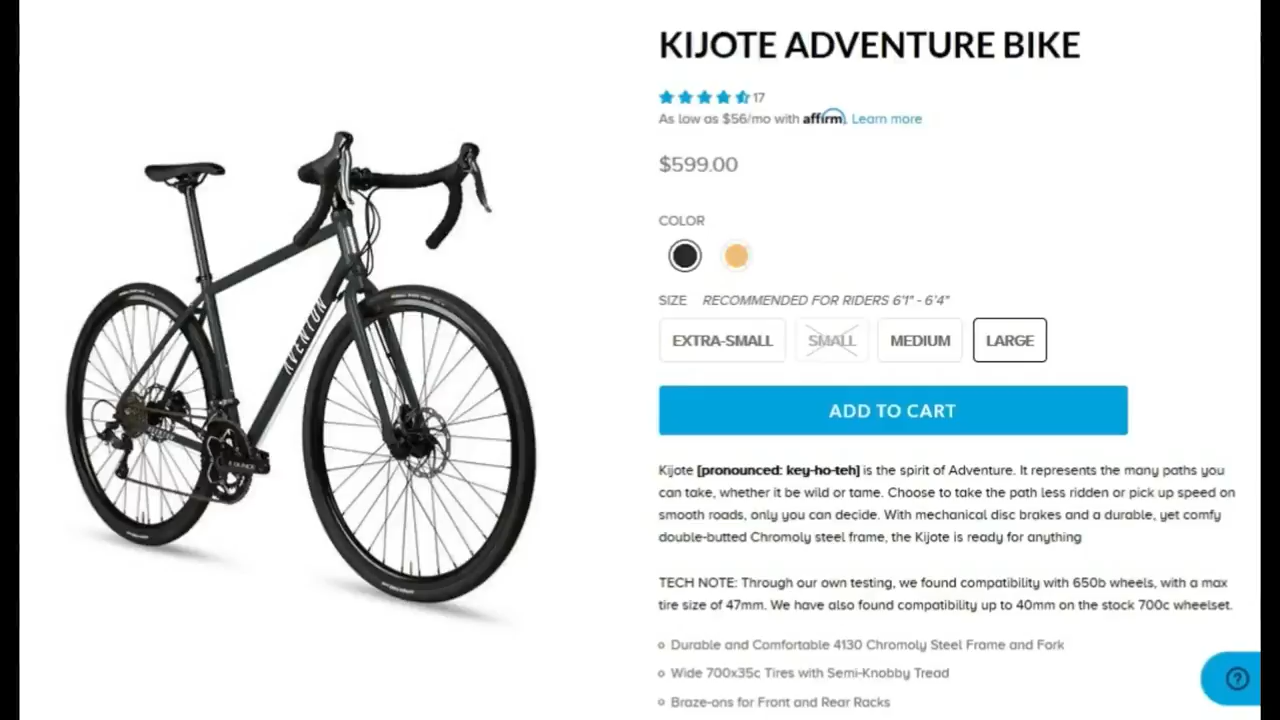 KIJOTE ADVENTURE BIKE
17
As low as $56/mo with affirm. Learn more
$599.00
COLOR
SIZE RECOMMENDED FOR RIDERS 6'1" - 6'4"
EXTRA-SMALL SMALL MEDIUM LARGE
ADD TO CART
AVENTON
Kijote [pronounced: key-ho-teh] is the spirit of Adventure. It represents the many paths you
can take, whether it be wild or tame. Choose to take the path less ridden or pick up speed on
smooth roads, only you can decide. With mechanical disc brakes and a durable, yet comfy
double-butted Chromoly steel frame, the Kijote is ready for anything
TECH NOTE: Through our own testing, we found compatibility with 650b wheels, with a max
tire size of 47mm. We have also found compatibility up to 40mm on the stock 700c wheelset.
Durable and Comfortable 4130 Chromoly Steel Frame and Fork
Wide 700x35c Tires with Semi-Knobby Tread
Braze-ons for Front and Rear Racks
?